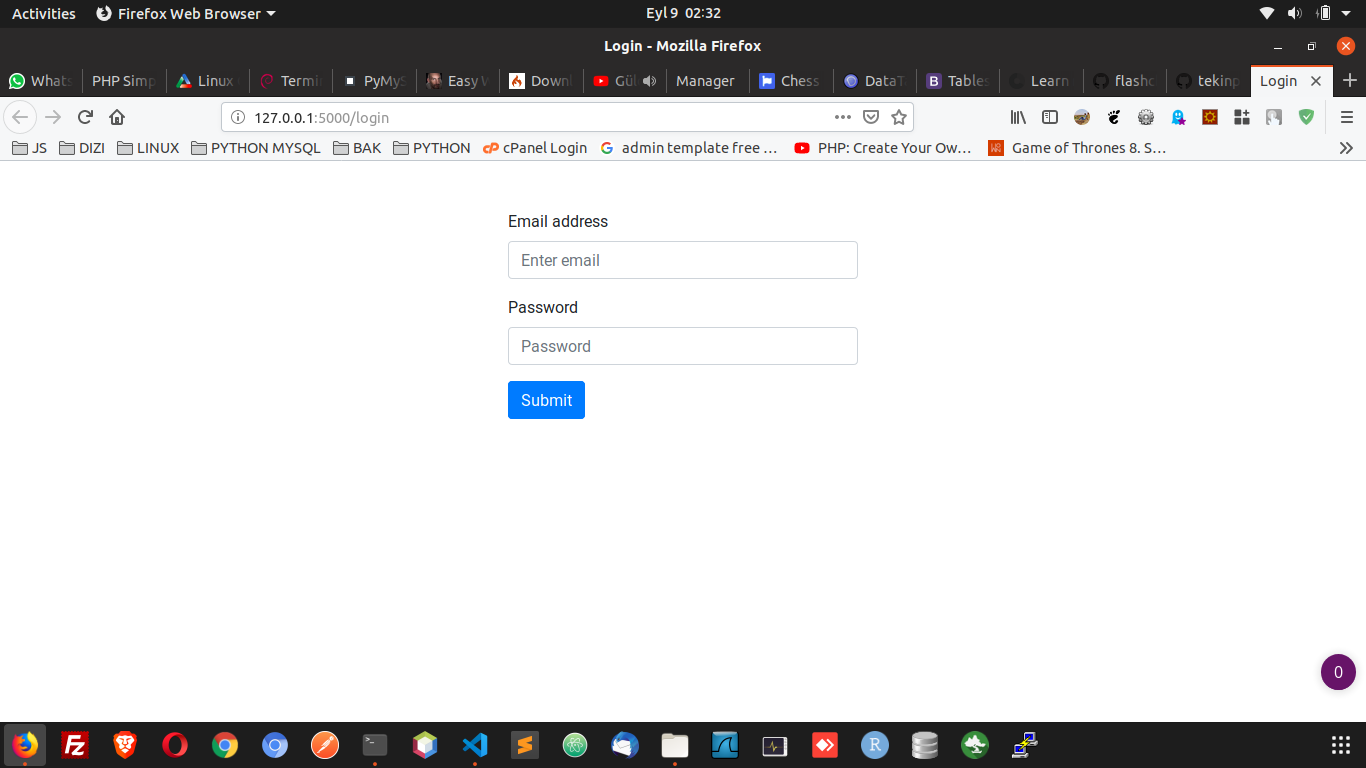 Activities Firefox Web Browser Eyl 9 02:32
Login - Mozilla Firefox
Whats PHP Simp Linux Termi PyMyS Easy W Downl Gül Manager Chess DataT Tables Learn flashc tekinp Login
127.0.0.1:5000/login
JS DIZI LINUX PYTHON MYSQL BAK PYTHON cPanel Login admin template free … PHP: Create Your Ow… Game of Thrones 8. S…
Email address
Enter email
Password
Password
Submit
0